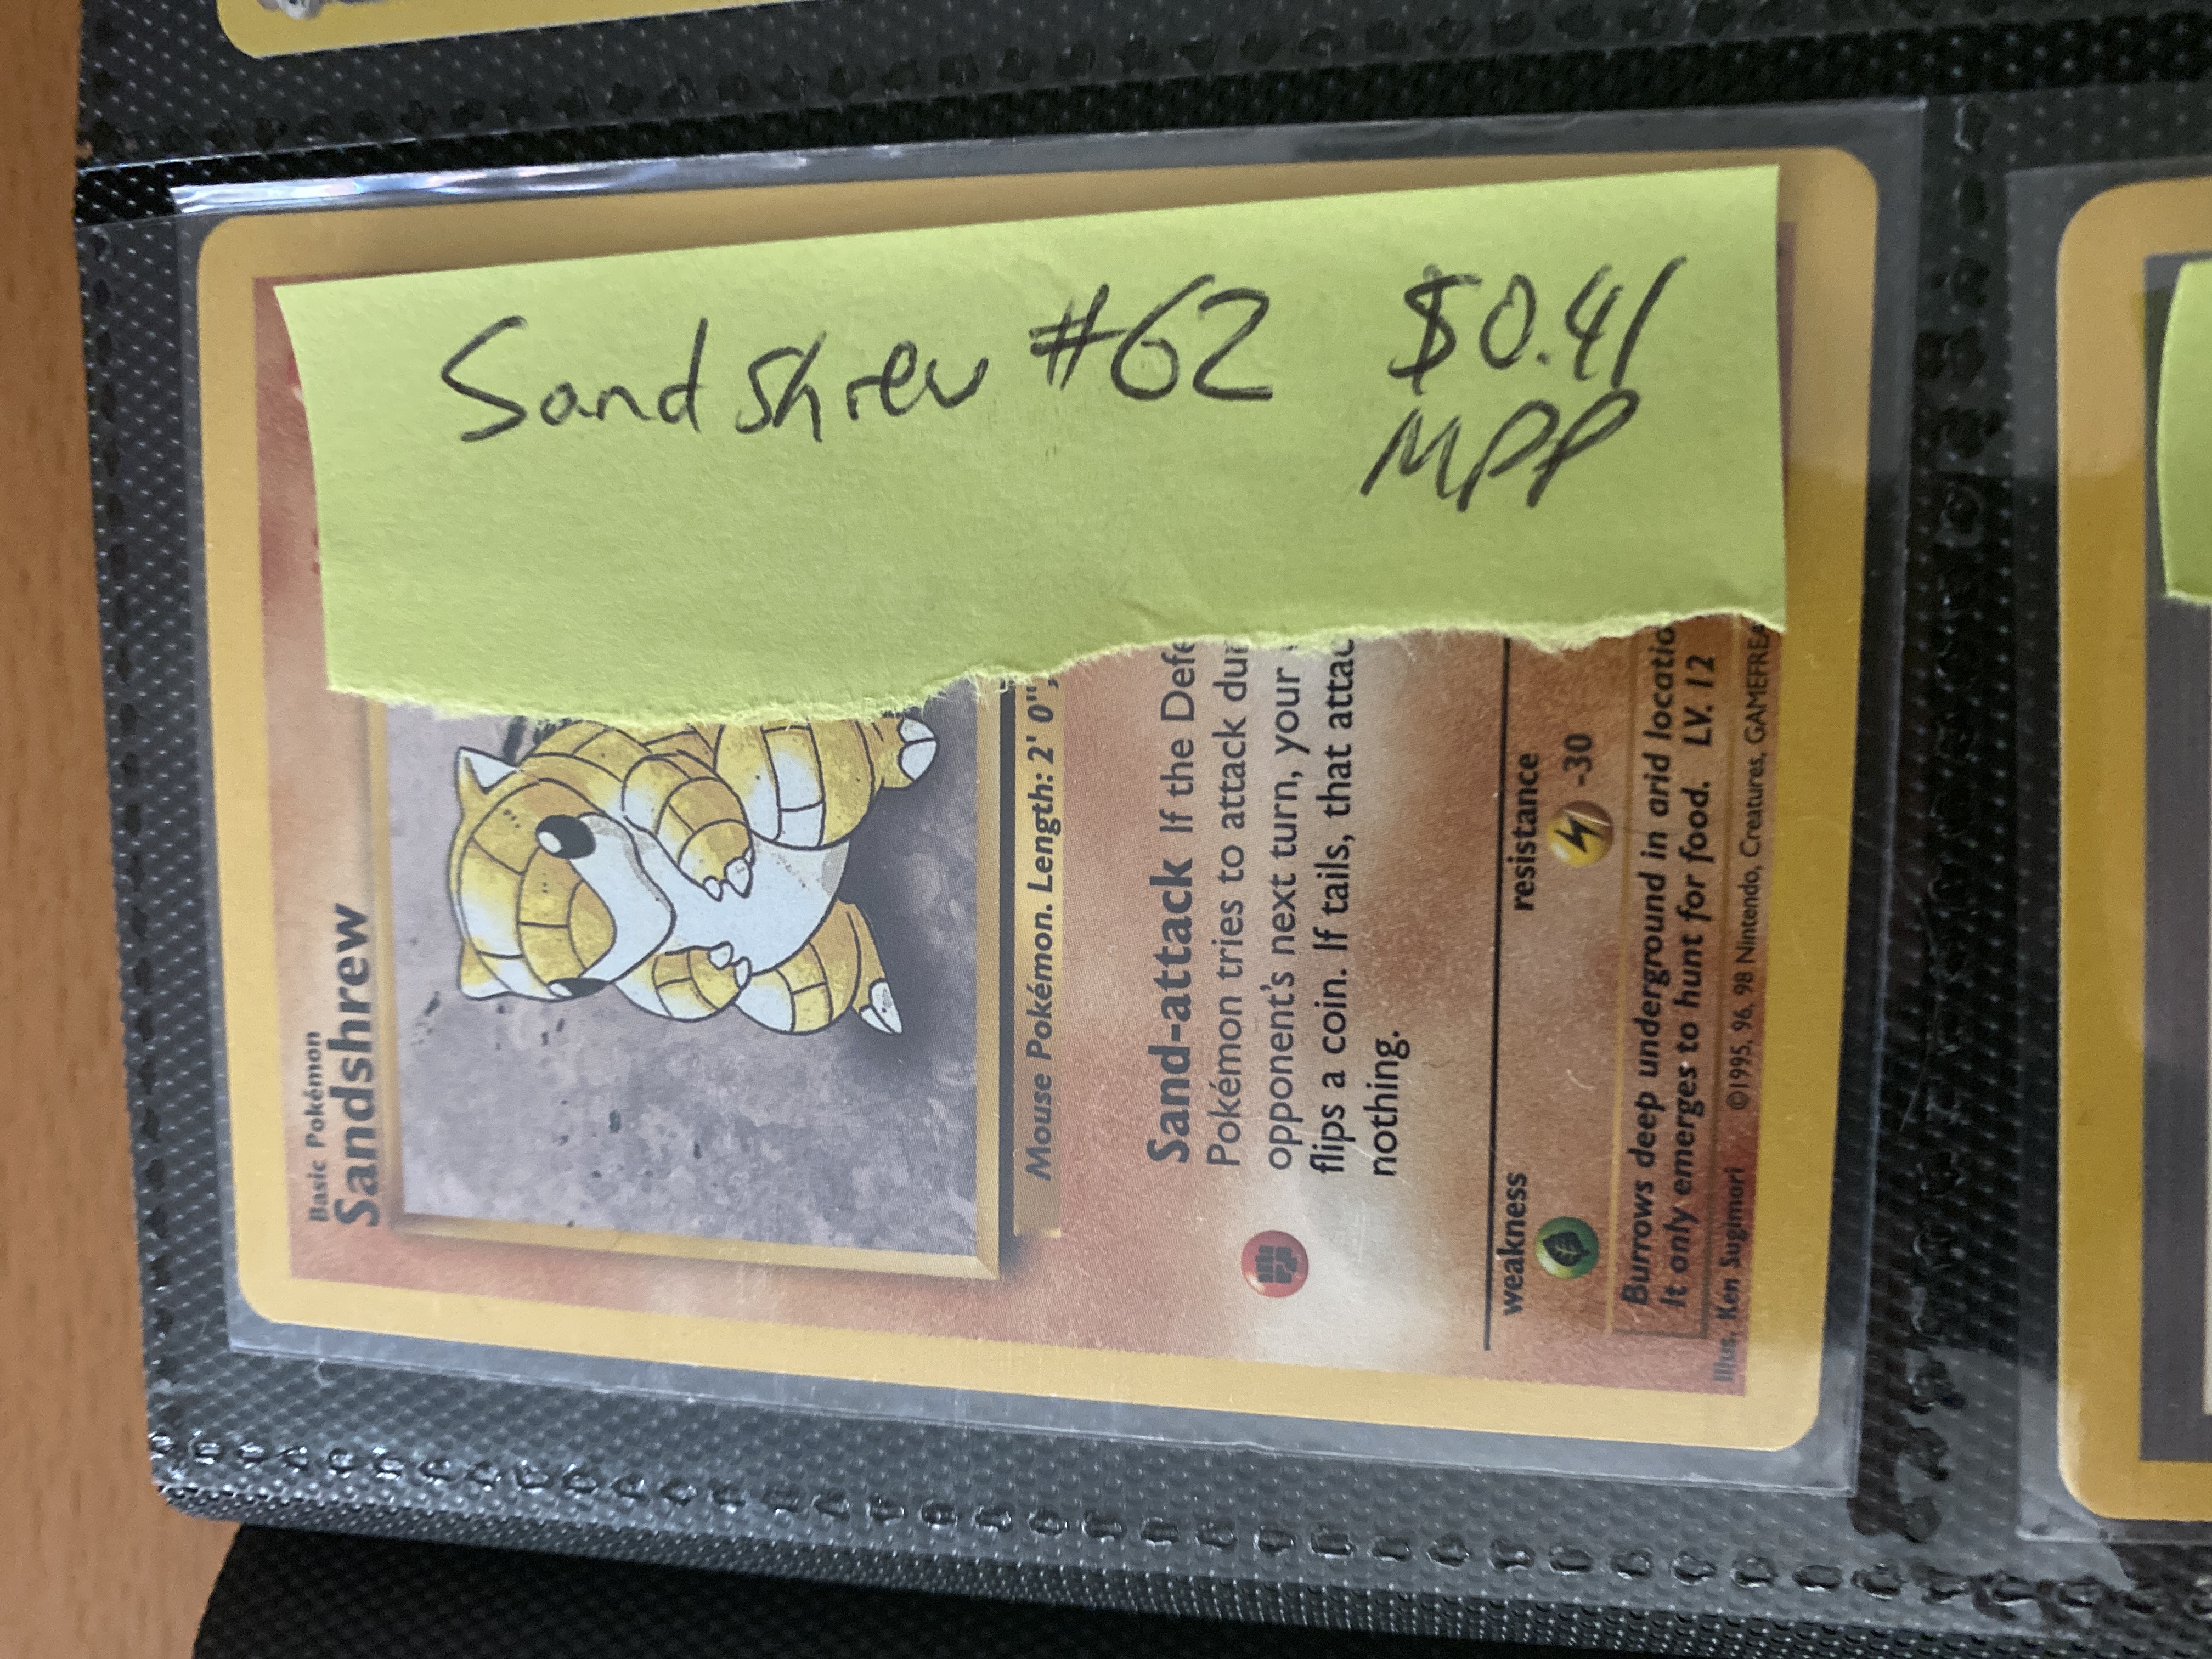 Sandshrew #62 $0.41
MPP
Basic Pokémon
Sandshrew
Mouse Pokémon. Length: 2' 0",
Sand-attack If the Defe
Pokémon tries to attack dur
opponent's next turn, your
flips a coin. If tails, that attac
nothing.
weakness resistance
-30
Burrows deep underground in arid locatio
It only emerges to hunt for food. LV. 12
Illus. Ken Sugimori ©1995, 96, 98 Nintendo, Creatures, GAMEFREA